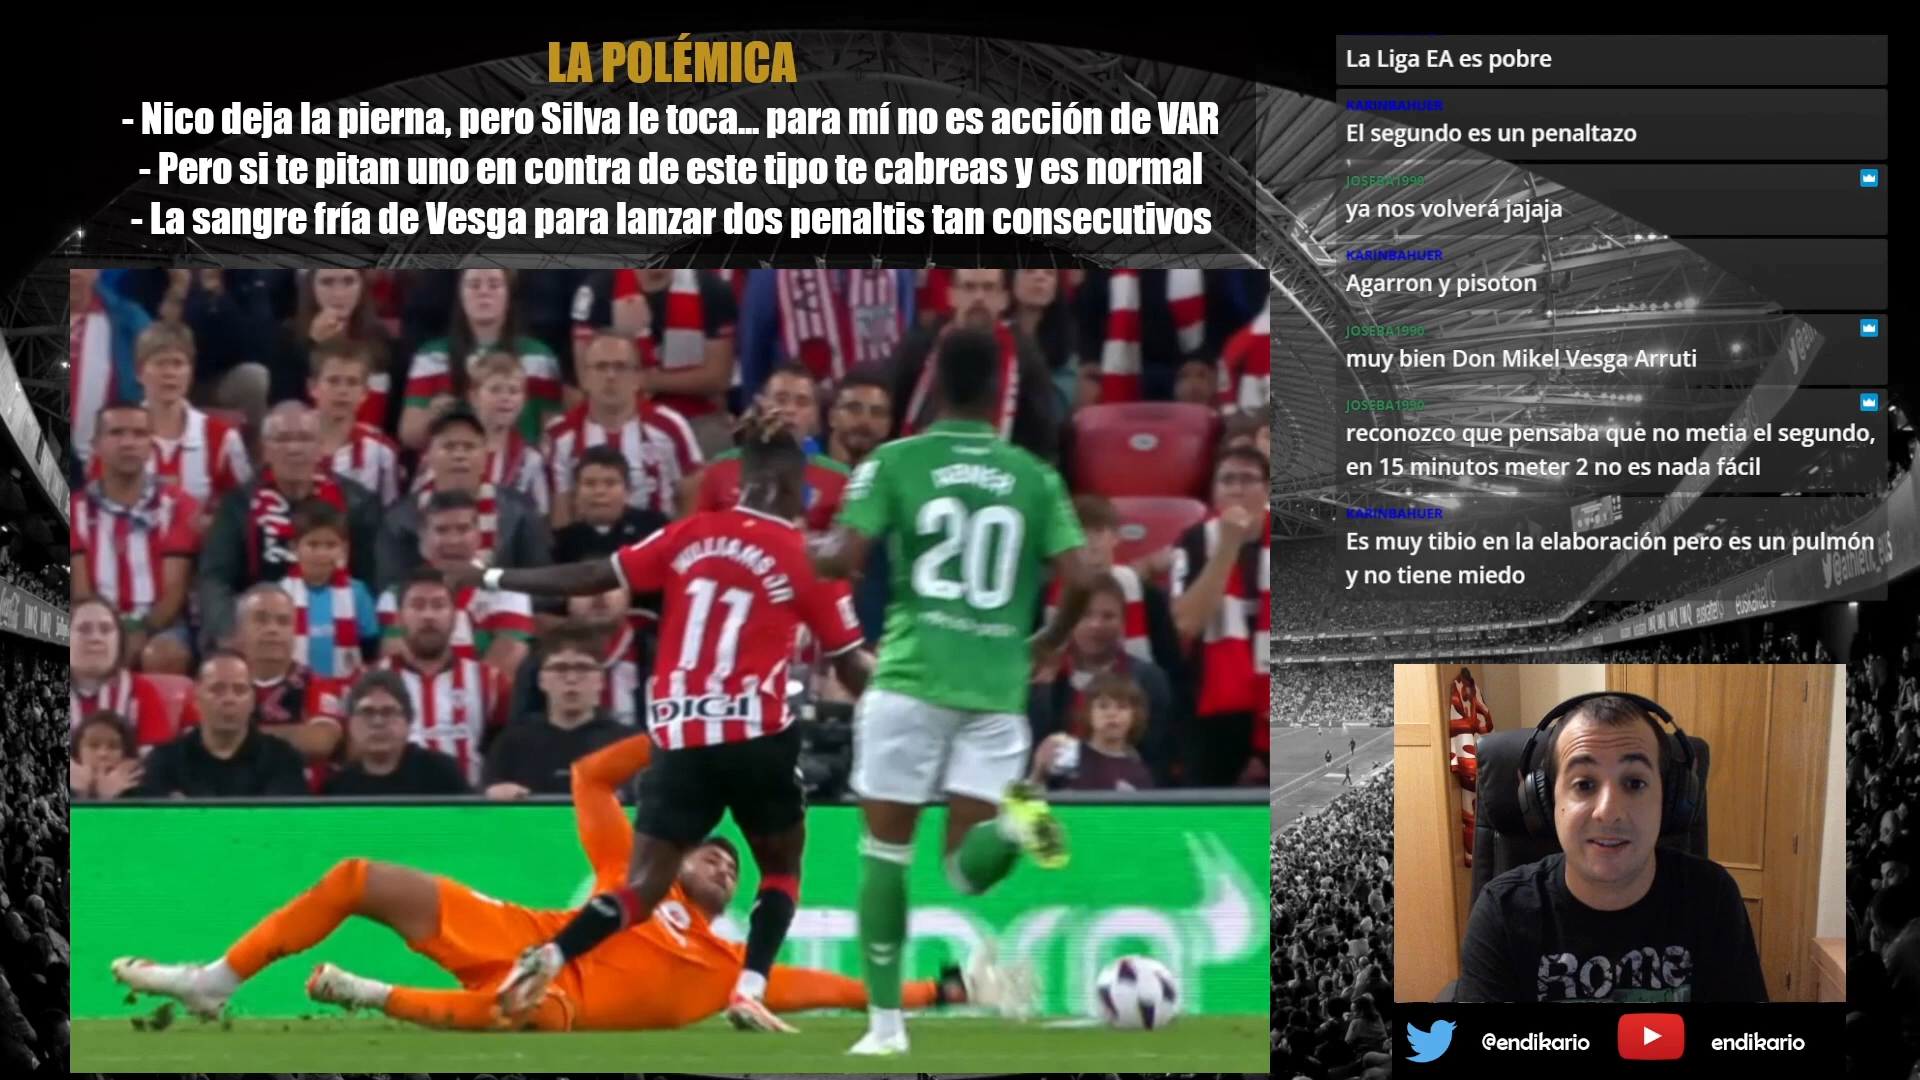 LA POLÉMICA
- Nico deja la pierna, pero Silva le toca... para mí no es acción de VAR
- Pero si te pitan uno en contra de este tipo te cabreas y es normal
- La sangre fría de Vesga para lanzar dos penaltis tan consecutivos
La Liga EA es pobre
KARINBAHUER
El segundo es un penaltazo
JOSEBA1990
ya nos volverá jajaja
KARINBAHUER
Agarron y pisoton
JOSEBA1990
muy bien Don Mikel Vesga Arruti
JOSEBA1990
reconozco que pensaba que no metia el segundo,
en 15 minutos meter 2 no es nada fácil
KARINBAHUER
Es muy tibio en la elaboración pero es un pulmón
y no tiene miedo
WILLIAMS JR
11
DIGI
20
Rome
@endikario
endikario